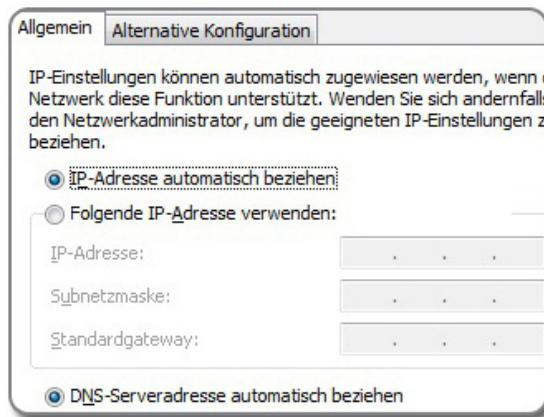 Allgemein
Alternative Konfiguration
IP-Einstellungen können automatisch zugewiesen werden, wenn
Netzwerk diese Funktion unterstützt. Wenden Sie sich andernfalls
den Netzwerkadministrator, um die geeigneten IP-Einstellungen
beziehen.
IP-Adresse automatisch beziehen
Folgende IP-Adresse verwenden:
IP-Adresse:
. . .
Subnetzmaske:
. . .
Standardgateway:
. . .
DNS-Serveradresse automatisch beziehen